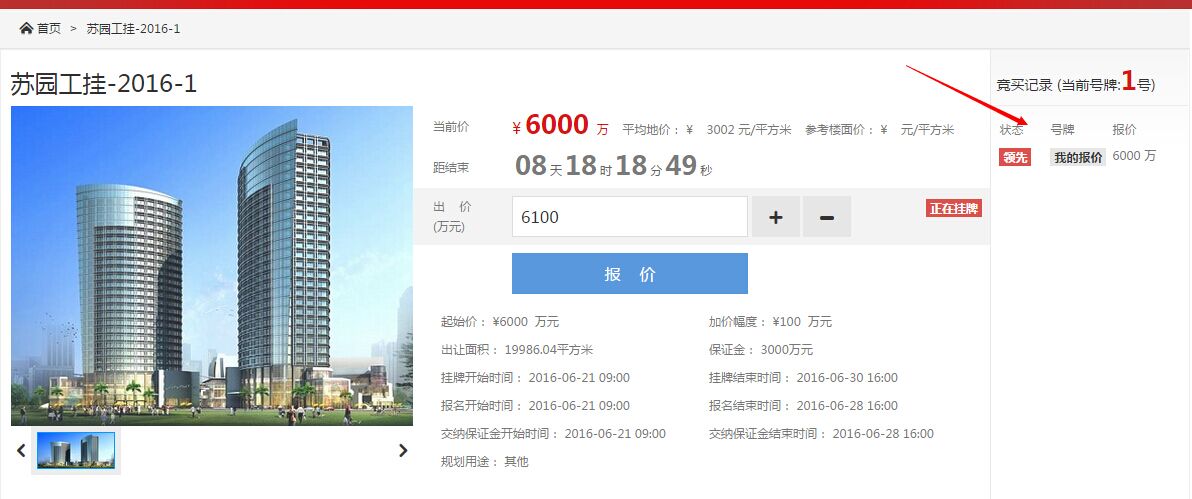 首页 > 苏园工挂-2016-1
苏园工挂-2016-1
当前价 ¥ 6000 万 平均地价：¥ 3002 元/平方米 参考楼面价：¥ 元/平方米
距结束 08 天 18 时 18 分 49 秒
出 价
(万元)
6100 + -
正在挂牌
报 价
起始价：¥6000 万元 加价幅度：¥100 万元
出让面积：19986.04平方米 保证金：3000万元
挂牌开始时间：2016-06-21 09:00 挂牌结束时间：2016-06-30 16:00
报名开始时间：2016-06-21 09:00 报名结束时间：2016-06-28 16:00
交纳保证金开始时间：2016-06-21 09:00 交纳保证金结束时间：2016-06-28 16:00
规划用途：其他
竞买记录 (当前号牌:1号)
状态 号牌 报价
领先 我的报价 6000 万